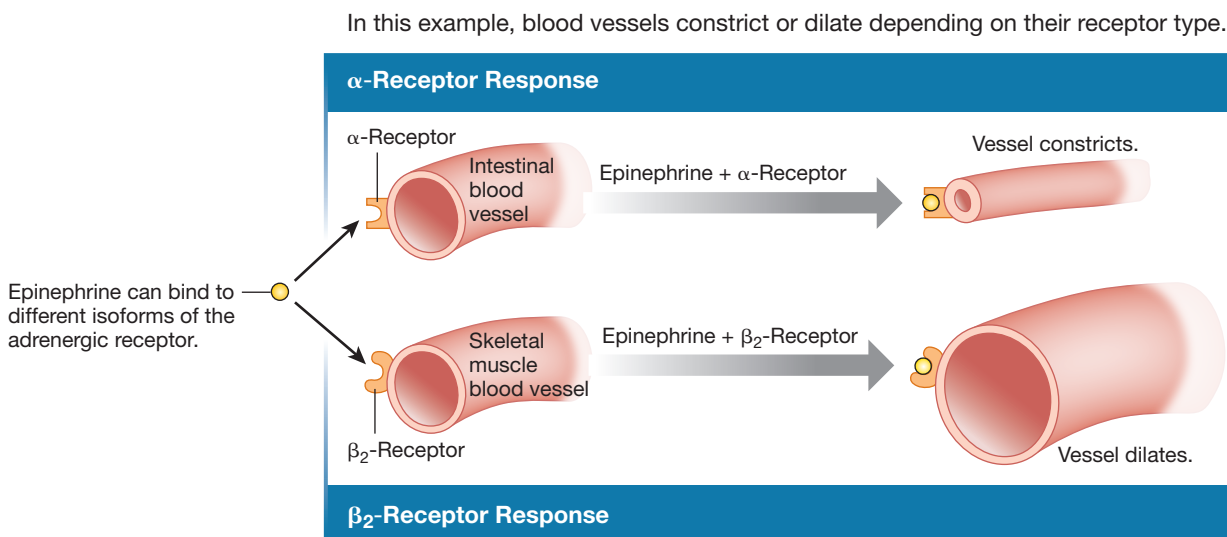 In this example, blood vessels constrict or dilate depending on their receptor type.
α-Receptor Response
α-Receptor
Intestinal
blood
vessel
Epinephrine + α-Receptor
Vessel constricts.
Epinephrine can bind to
different isoforms of the
adrenergic receptor.
Skeletal
muscle
blood vessel
Epinephrine + β₂-Receptor
β₂-Receptor
Vessel dilates.
β₂-Receptor Response